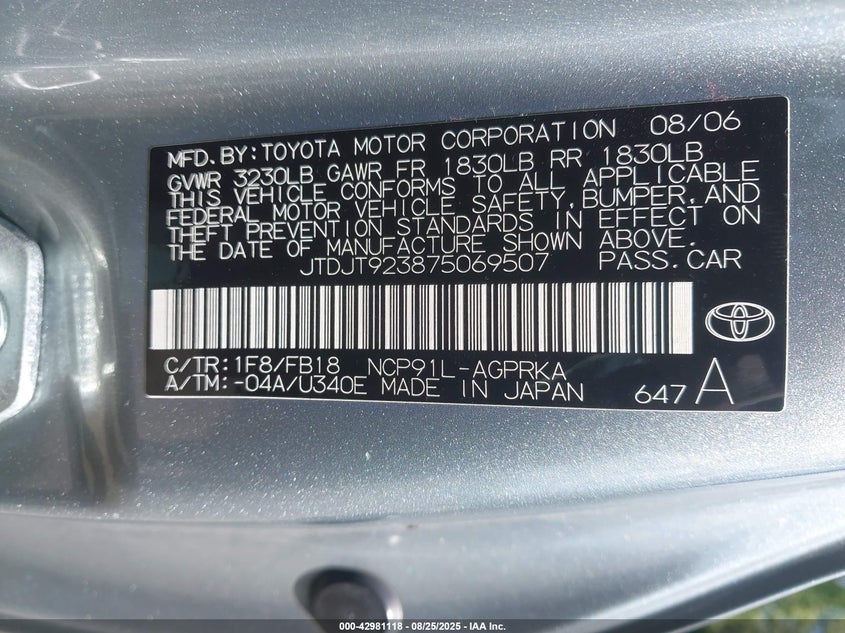 MFD. BY: TOYOTA MOTOR CORPORATION 08/06
GVWR 3230LB GAWR FR 1830LB RR 1830LB
THIS VEHICLE CONFORMS TO ALL APPLICABLE
FEDERAL MOTOR VEHICLE SAFETY, BUMPER, AND
THEFT PREVENTION STANDARDS IN EFFECT ON
THE DATE OF MANUFACTURE SHOWN ABOVE.
JTDJT923875069507 PASS. CAR
C/TR: 1F8/FB18 NCP91L-AGPRKA
A/TM: -04A/U340E MADE IN JAPAN 647 A
000-42981118 - 08/25/2025 - IAA Inc.